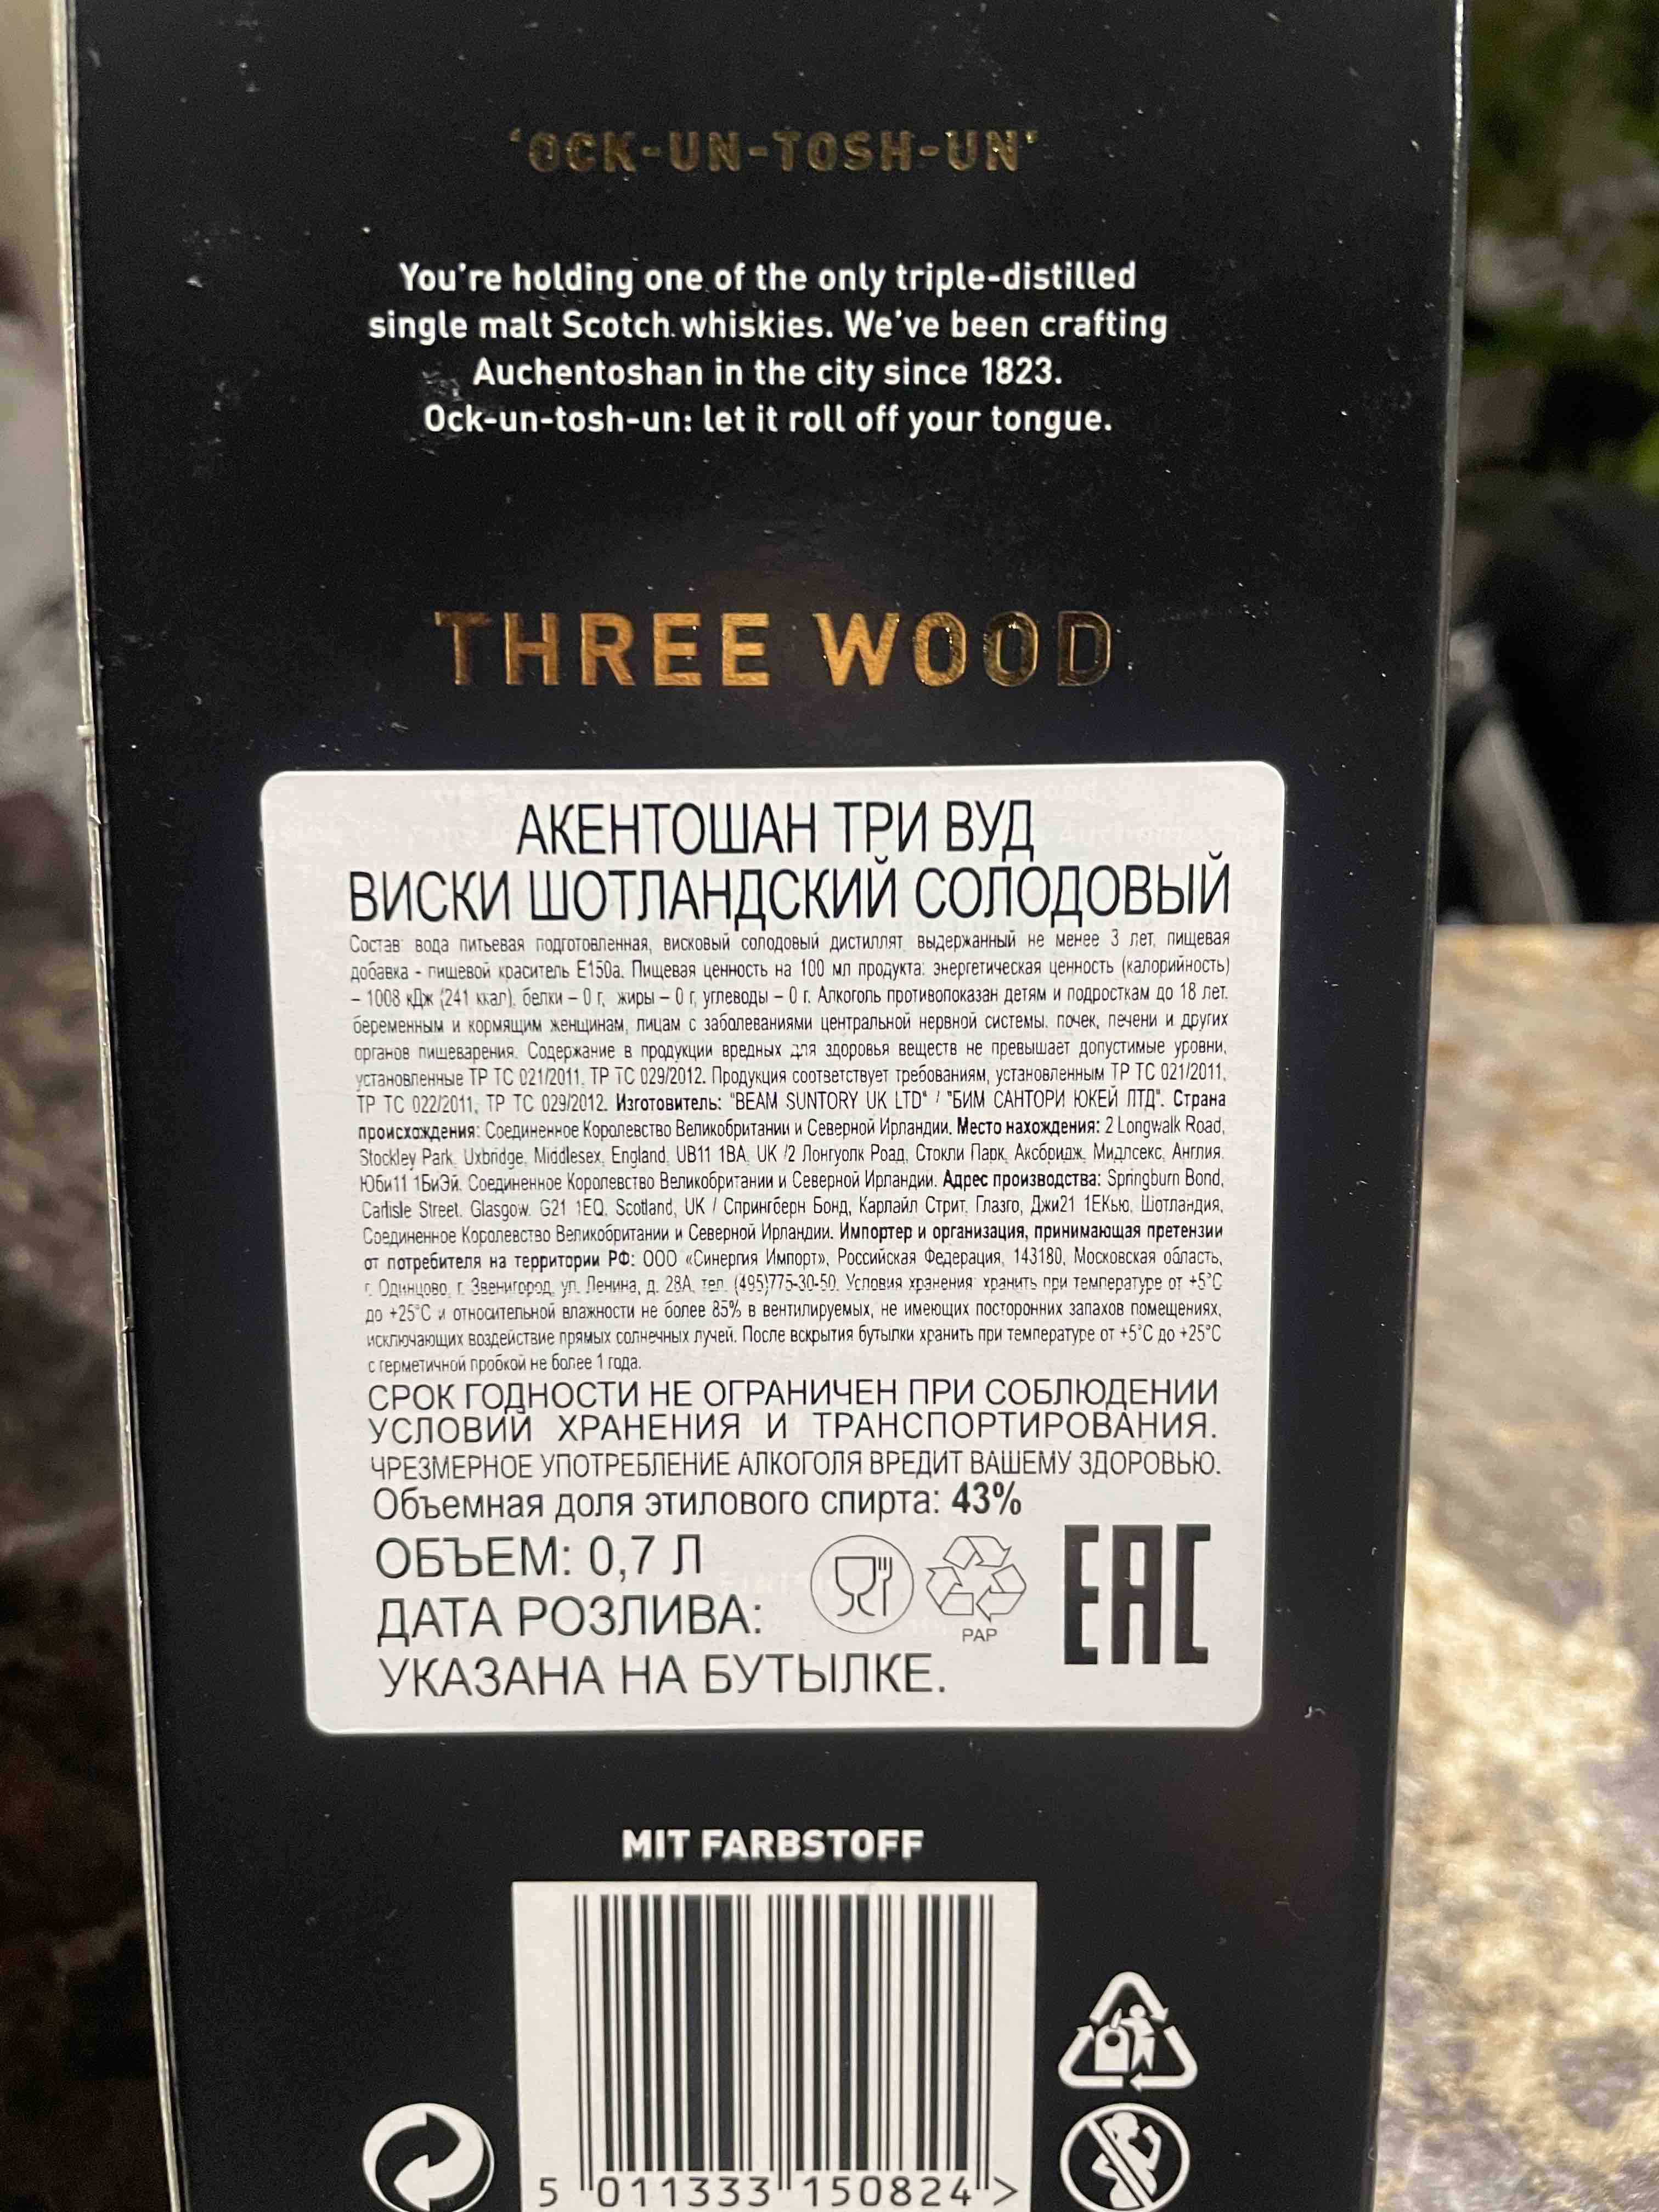 'OCK-UN-TOSH-UN'
You're holding one of the only triple-distilled
single malt Scotch whiskies. We've been crafting
Auchentoshan in the city since 1823.
Ock-un-tosh-un: let it roll off your tongue.
THREE WOOD
АКЕНТОШАН ТРИ ВУД
ВИСКИ ШОТЛАНДСКИЙ СОЛОДОВЫЙ
Состав: вода питьевая подготовленная, висковый солодовый дистиллят, выдержанный не менее 3 лет, пищевая
добавка - пищевой краситель Е150а. Пищевая ценность на 100 мл продукта: энергетическая ценность (калорийность)
– 1008 кДж (241 ккал), белки – 0 г, жиры – 0 г, углеводы – 0 г. Алкоголь противопоказан детям и подросткам до 18 лет,
беременным и кормящим женщинам, лицам с заболеваниями центральной нервной системы, почек, печени и других
органов пищеварения. Содержание в продукции вредных для здоровья веществ не превышает допустимые уровни,
установленные ТР ТС 021/2011, ТР ТС 029/2012. Продукция соответствует требованиям, установленным ТР ТС 021/2011,
ТР ТС 022/2011, ТР ТС 029/2012. Изготовитель: "BEAM SUNTORY UK LTD" / "БИМ САНТОРИ ЮКЕЙ ЛТД". Страна
происхождения: Соединенное Королевство Великобритании и Северной Ирландии. Место нахождения: 2 Longwalk Road,
Stockley Park, Uxbridge, Middlesex, England, UB11 1BA, UK /2 Лонгуолк Роад, Стокли Парк, Аксбридж, Мидлсекс, Англия,
Юби11 1БиЭй, Соединенное Королевство Великобритании и Северной Ирландии. Адрес производства: Springburn Bond,
Carlisle Street, Glasgow, G21 1EQ, Scotland, UK / Спрингберн Бонд, Карлайл Стрит, Глазго, Джи21 1ЕКью, Шотландия,
Соединенное Королевство Великобритании и Северной Ирландии. Импортер и организация, принимающая претензии
от потребителя на территории РФ: ООО «Синергия Импорт», Российская Федерация, 143180, Московская область,
г. Одинцово, г. Звенигород, ул. Ленина, д. 28А, тел. (495)775-30-50. Условия хранения: хранить при температуре от +5°С
до +25°С и относительной влажности не более 85% в вентилируемых, не имеющих посторонних запахов помещениях,
исключающих воздействие прямых солнечных лучей. После вскрытия бутылки хранить при температуре от +5°С до +25°С
с герметичной пробкой не более 1 года.
СРОК ГОДНОСТИ НЕ ОГРАНИЧЕН ПРИ СОБЛЮДЕНИИ
УСЛОВИЙ ХРАНЕНИЯ И ТРАНСПОРТИРОВАНИЯ.
ЧРЕЗМЕРНОЕ УПОТРЕБЛЕНИЕ АЛКОГОЛЯ ВРЕДИТ ВАШЕМУ ЗДОРОВЬЮ.
Объемная доля этилового спирта: 43%
ОБЪЕМ: 0,7 Л
ДАТА РОЗЛИВА:
УКАЗАНА НА БУТЫЛКЕ.
PAP
EAC
MIT FARBSTOFF
5 011333 150824 >